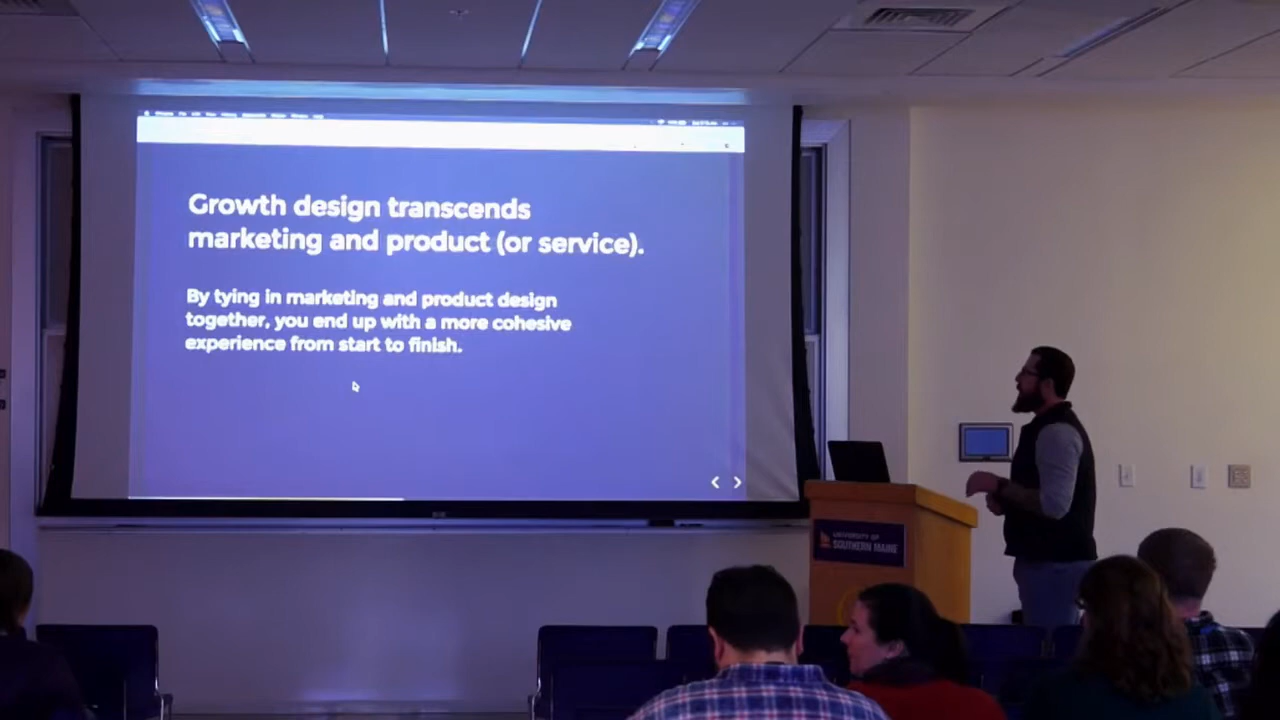 Growth design transcends
marketing and product (or service).
By tying in marketing and product design
together, you end up with a more cohesive
experience from start to finish.
UNIVERSITY OF
SOUTHERN MAINE